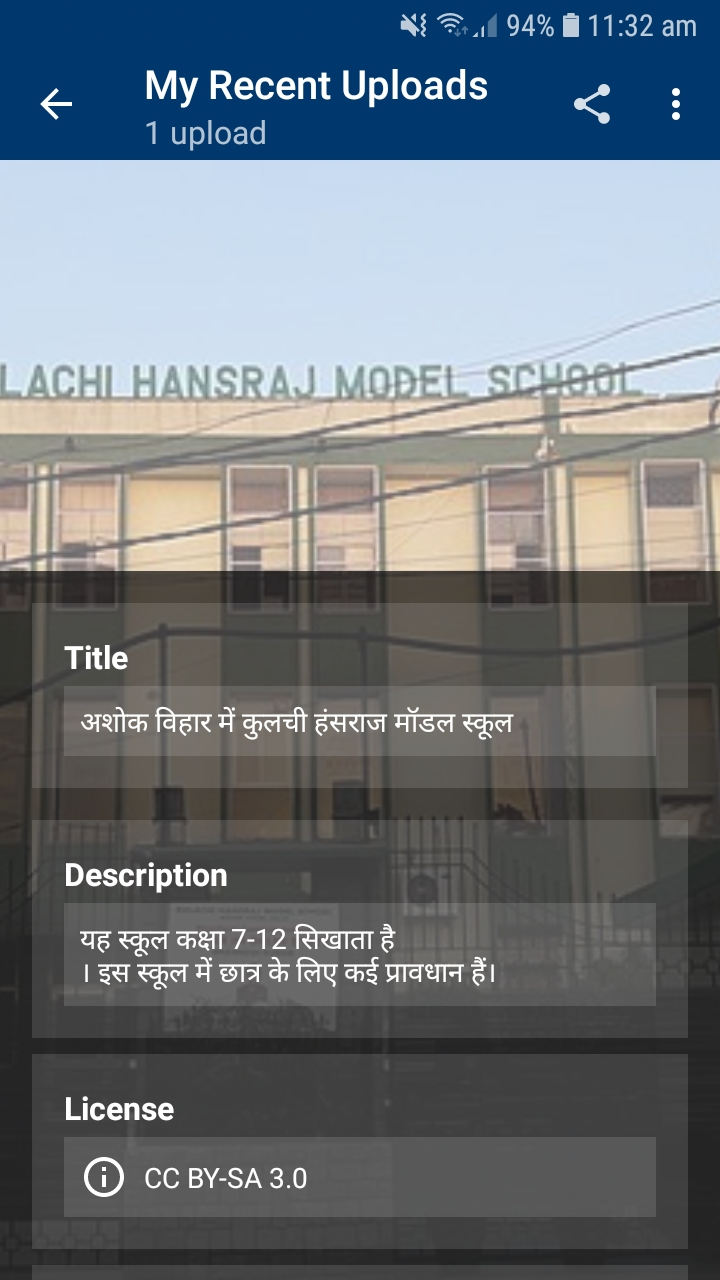 94% 11:32 am
My Recent Uploads
1 upload
LACHI HANSRAJ MODEL SCHOOL
Title
अशोक विहार में कुलची हंसराज मॉडल स्कूल
Description
यह स्कूल कक्षा 7-12 सिखाता है
। इस स्कूल में छात्र के लिए कई प्रावधान हैं।
License
CC BY-SA 3.0